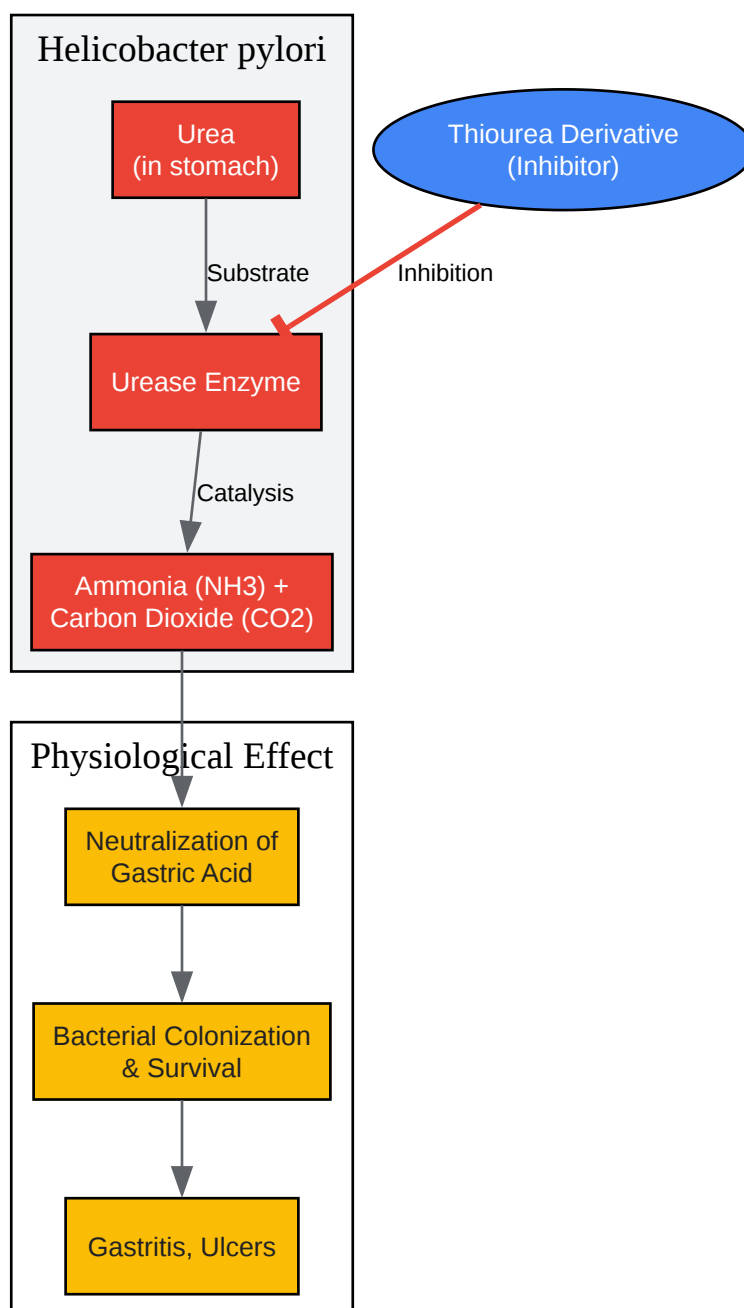 Helicobacter pylori
Urea
(in stomach)
Thiourea Derivative
(Inhibitor)
Substrate
Inhibition
Urease Enzyme
Catalysis
Ammonia (NH3) +
Carbon Dioxide (CO2)
Physiological Effect
Neutralization of
Gastric Acid
Bacterial Colonization
& Survival
Gastritis, Ulcers